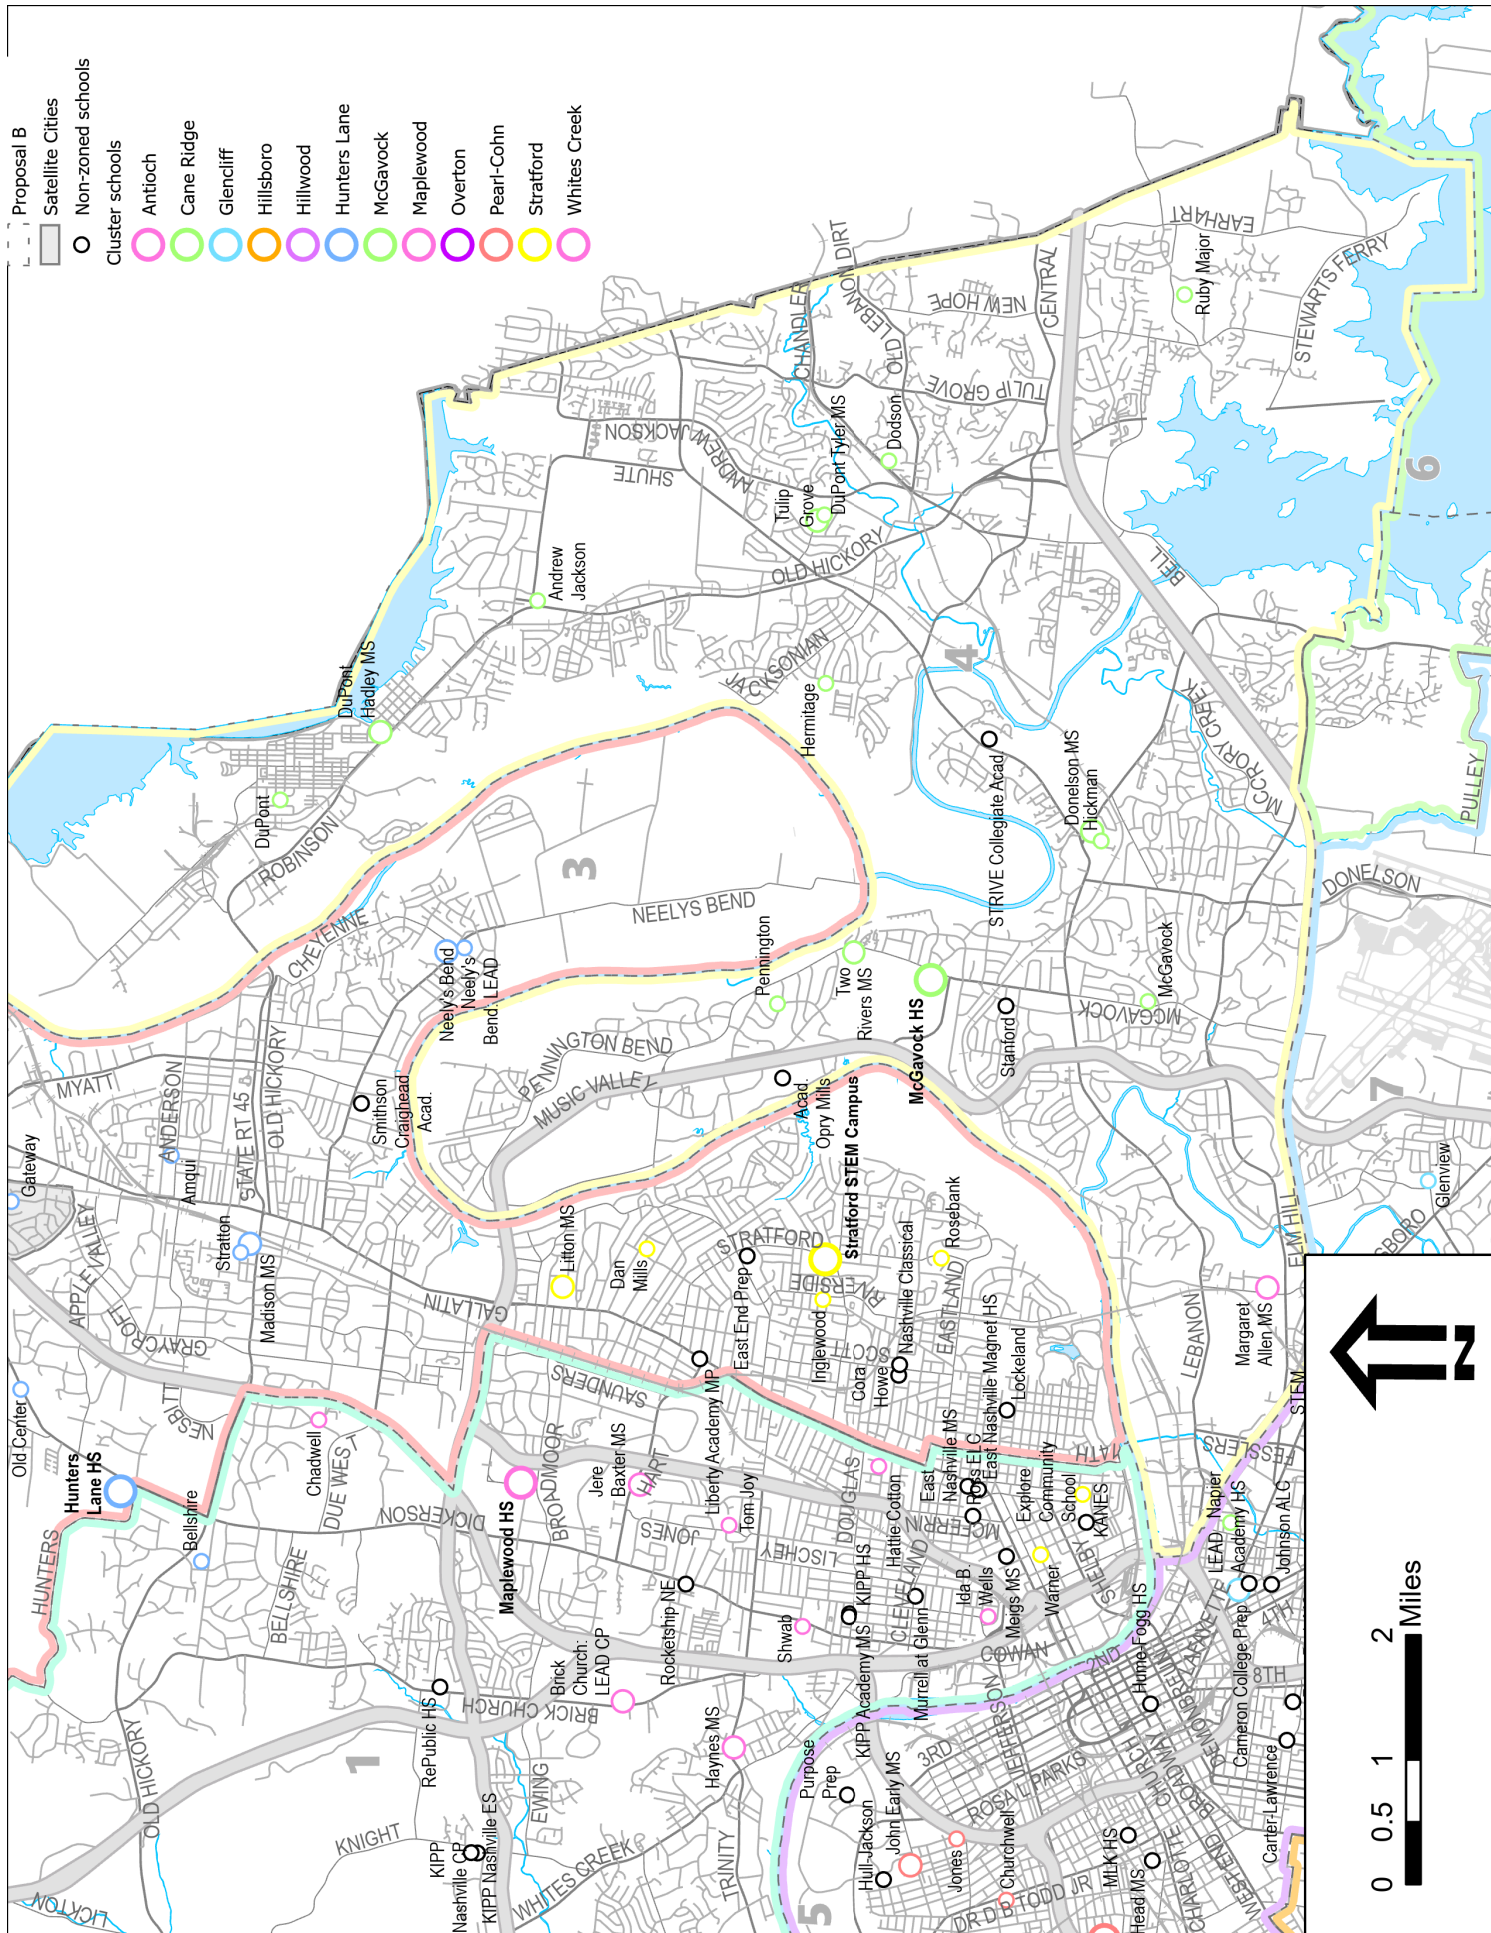 Proposal B
Satellite Cities
Non-zoned schools
Cluster schools
Antioch
Cane Ridge
Glencliff
Hillsboro
Hillwood
Hunters Lane
McGavock
Maplewood
Overton
Pearl-Cohn
Stratford
Whites Creek
Gateway
MYATT
ANDERSON
Amqui
STATE RT 45
OLD HICKORY
APPLE VALLEY
GRAYCROFT
Stratton
Madison MS
NESBITT
Old Center
Hunters
Lane HS
HUNTERS
Bellshire
BELLSHIRE
Chadwell
DUE WEST
DICKERSON
GALLATIN
OLD HICKORY
1
LICKTON
KNIGHT
RePublic HS
BRICK CHURCH
KIPP
Nashville CP
KIPP Nashville ES
EWING
WHITES CREEK
Brick
Church:
LEAD CP
Maplewood HS
BROADMOOR
Jere
Baxter MS
HART
SAUNDERS
Rocketship NE
JONES
Liberty Academy MP
Tom Joy
LISCHEY
Haynes MS
TRINITY
Shwab
DOUGLAS
KIPP HS
KIPP Academy MS
CLEVELAND
Hattie Cotton
Murrell at Glenn
Purpose
Prep
5
Hull-Jackson
John Early MS
3RD
JEFFERSON
ROSA L PARKS
Jones
Churchwell
DR D B TODD JR
MLK HS
Head MS
CHARLOTTE
CHURCH
BROADWAY
WEST END
DEMONBREUN
2ND
COWAN
Hume-Fogg HS
LAFAYETTE
8TH
4TH
Cameron College Prep
Carter-Lawrence
Johnson ALC
LEAD
Academy HS
Napier
FESSLERS
LEBANON
Margaret
Allen MS
ELM HILL
STEM
Glenview
7
DONELSON
PULLEY
SHELBY
KANES
Explore
Community
School
Warner
Meigs MS
Ida B.
Wells
MCFERRIN
East
Nashville MS
Ross ELC
East Nashville Magnet HS
Lockeland
EASTLAND
Rosebank
Cora
Howe
Nashville Classical
SCOTT
Inglewood
RIVERSIDE
Stratford STEM Campus
STRATFORD
East End Prep
Dan
Mills
Litton MS
Smithson
Craighead
Acad.
CHEYENNE
Neely's Bend
Neely's
Bend: LEAD
NEELYS BEND
3
ROBINSON
DuPont
DuPont
Hadley MS
PENNINGTON BEND
MUSIC VALLEY
Pennington
Acad.
Opry Mills
Two
Rivers MS
McGavock HS
Stanford
MCGAVOCK
McGavock
STRIVE Collegiate Acad.
Donelson MS
Hickman
MCCRORY CREEK
Hermitage
JACKSONIAN
4
BELL
Andrew
Jackson
SHUTE
ANDREW JACKSON
OLD HICKORY
Tulip
Grove
DuPont Tyler MS
Dodson
CHANDLER
OLD LEBANON DIRT
NEW HOPE
TULIP GROVE
CENTRAL
Ruby Major
EARHART
STEWARTS FERRY
6
N
0
0.5
1
2
Miles